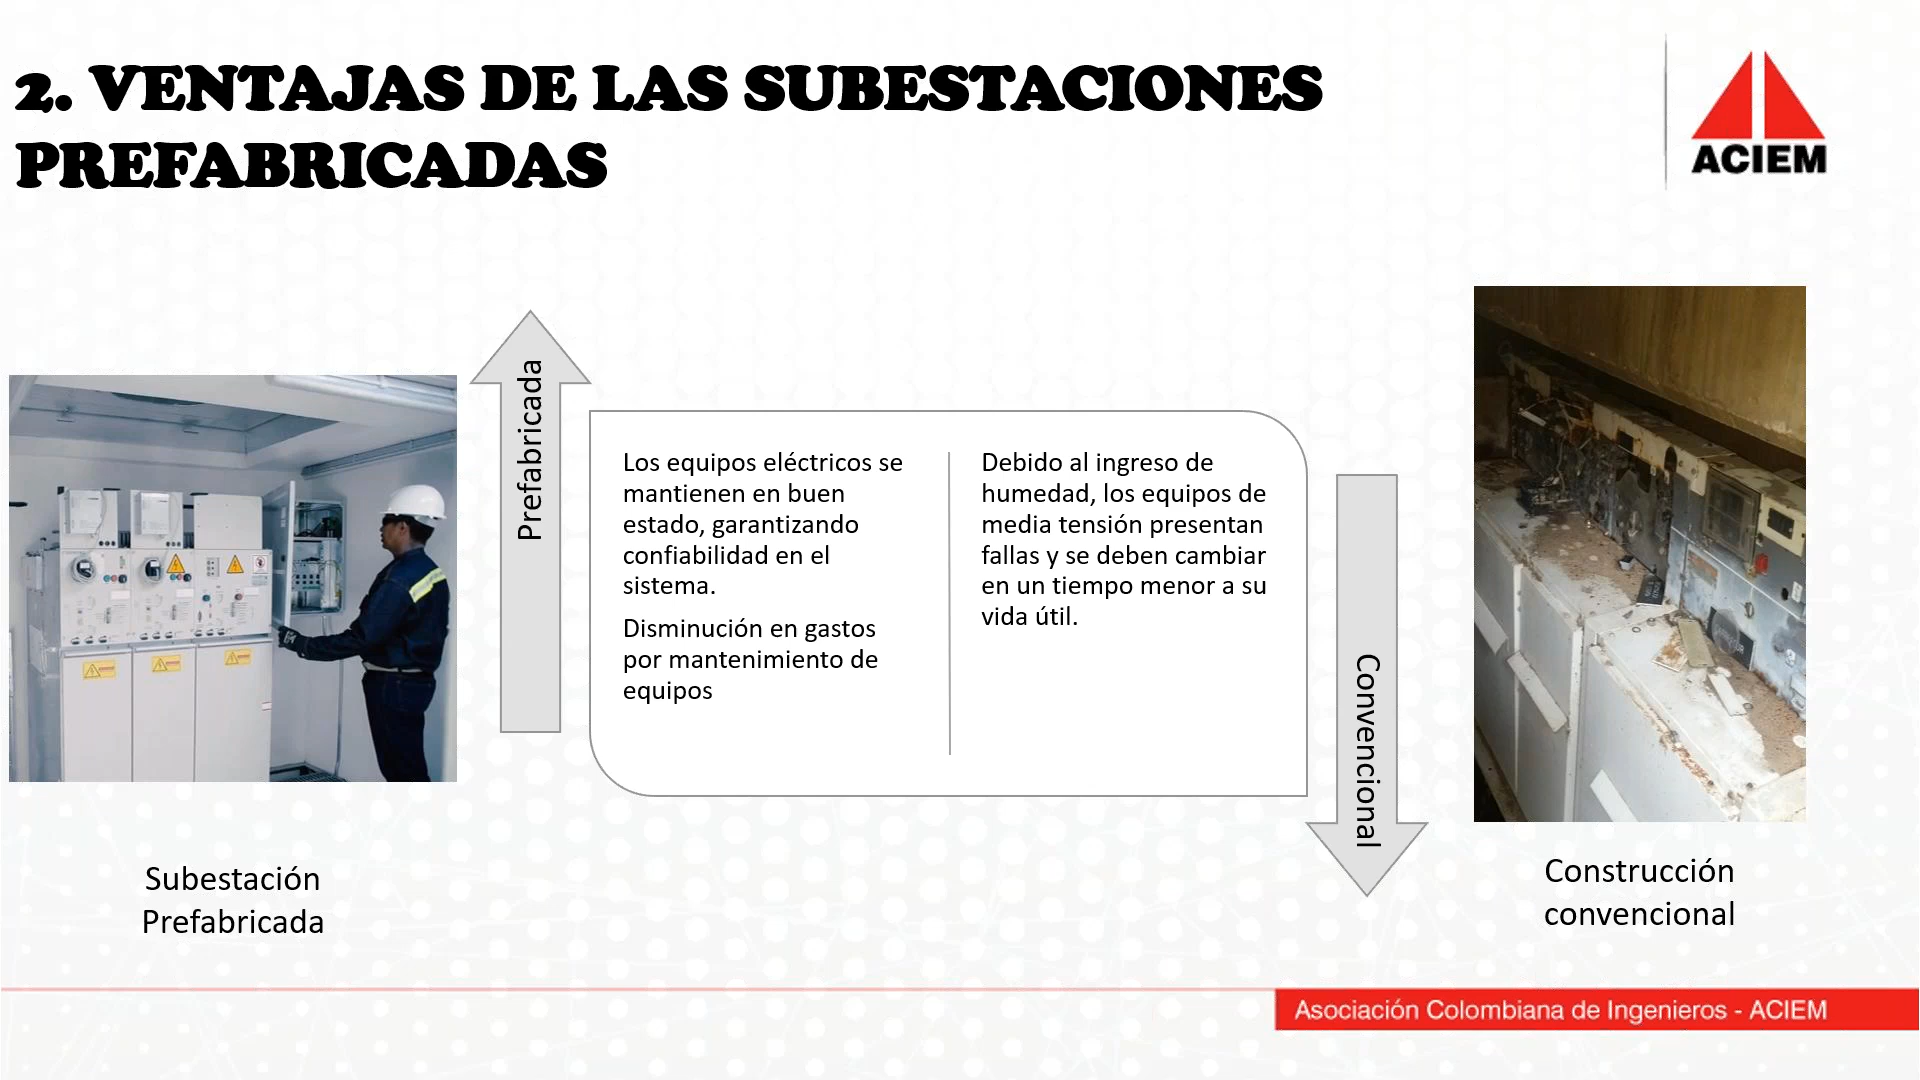 2. VENTAJAS DE LAS SUBESTACIONES
PREFABRICADAS
ACIEM
Prefabricada
Los equipos eléctricos se
mantienen en buen
estado, garantizando
confiabilidad en el
sistema.
Disminución en gastos
por mantenimiento de
equipos
Debido al ingreso de
humedad, los equipos de
media tensión presentan
fallas y se deben cambiar
en un tiempo menor a su
vida útil.
Convencional
Subestación
Prefabricada
Construcción
convencional
Asociación Colombiana de Ingenieros - ACIEM